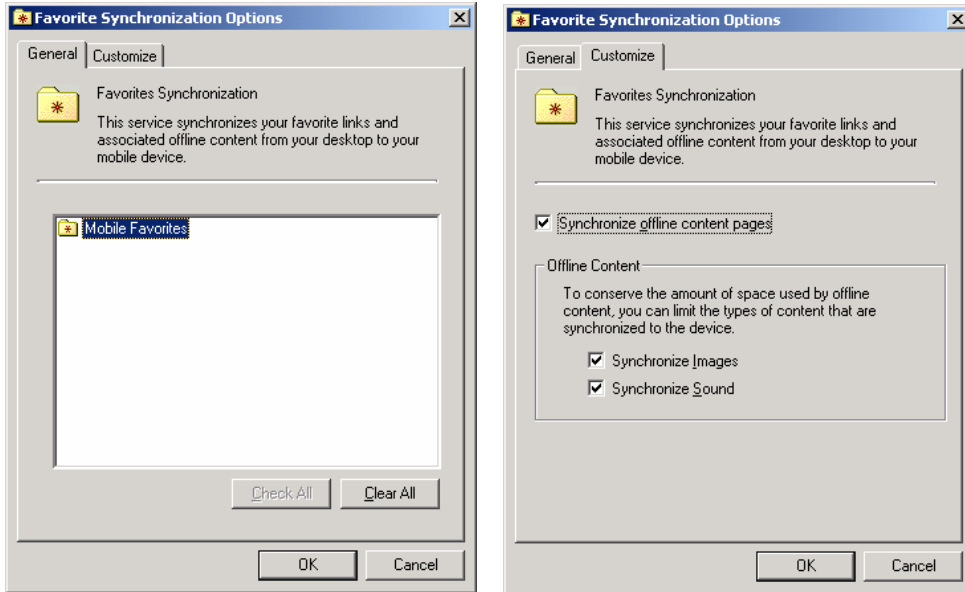 Favorite Synchronization Options
General
Customize
Favorites Synchronization
This service synchronizes your favorite links and
associated offline content from your desktop to your
mobile device.
Mobile Favorites
Check All
Clear All
OK
Cancel
Favorite Synchronization Options
General
Customize
Favorites Synchronization
This service synchronizes your favorite links and
associated offline content from your desktop to your
mobile device.
Synchronize offline content pages
Offline Content
To conserve the amount of space used by offline
content, you can limit the types of content that are
synchronized to the device.
Synchronize Images
Synchronize Sound
OK
Cancel